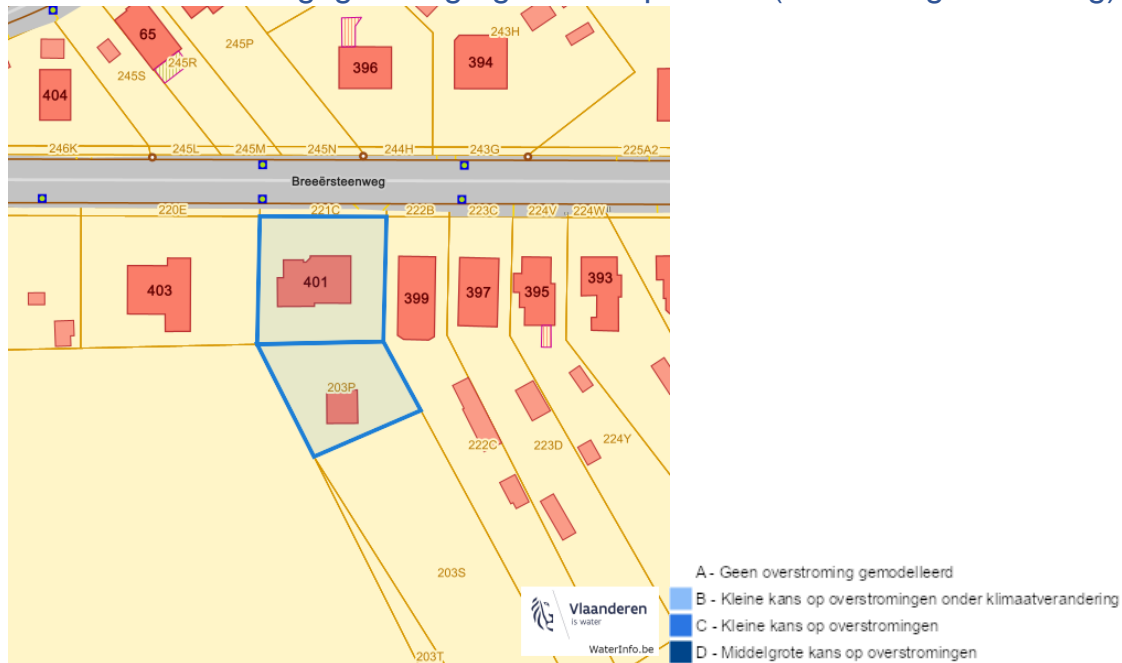 65
245P
243H
245R
245S
396
394
404
246K
245L
245M
245N
244H
243G
225A2
Breeërsteenweg
220E
221C
222B
223C
224V
224W
403
401
399
397
395
393
203P
222C
223D
224Y
203S
203T
Vlaanderen
is water
WaterInfo.be
A - Geen overstroming gemodelleerd
B - Kleine kans op overstromingen onder klimaatverandering
C - Kleine kans op overstromingen
D - Middelgrote kans op overstromingen